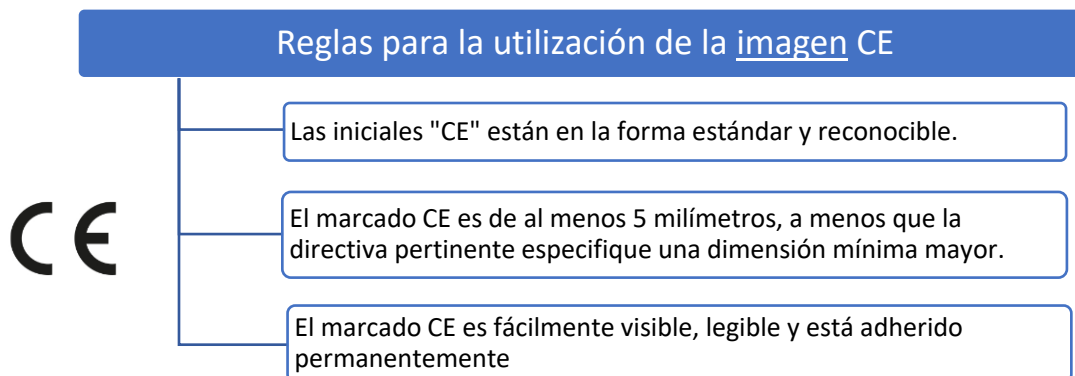 Reglas para la utilización de la imagen CE
Las iniciales "CE" están en la forma estándar y reconocible.
CE
El marcado CE es de al menos 5 milímetros, a menos que la
directiva pertinente especifique una dimensión mínima mayor.
El marcado CE es fácilmente visible, legible y está adherido
permanentemente